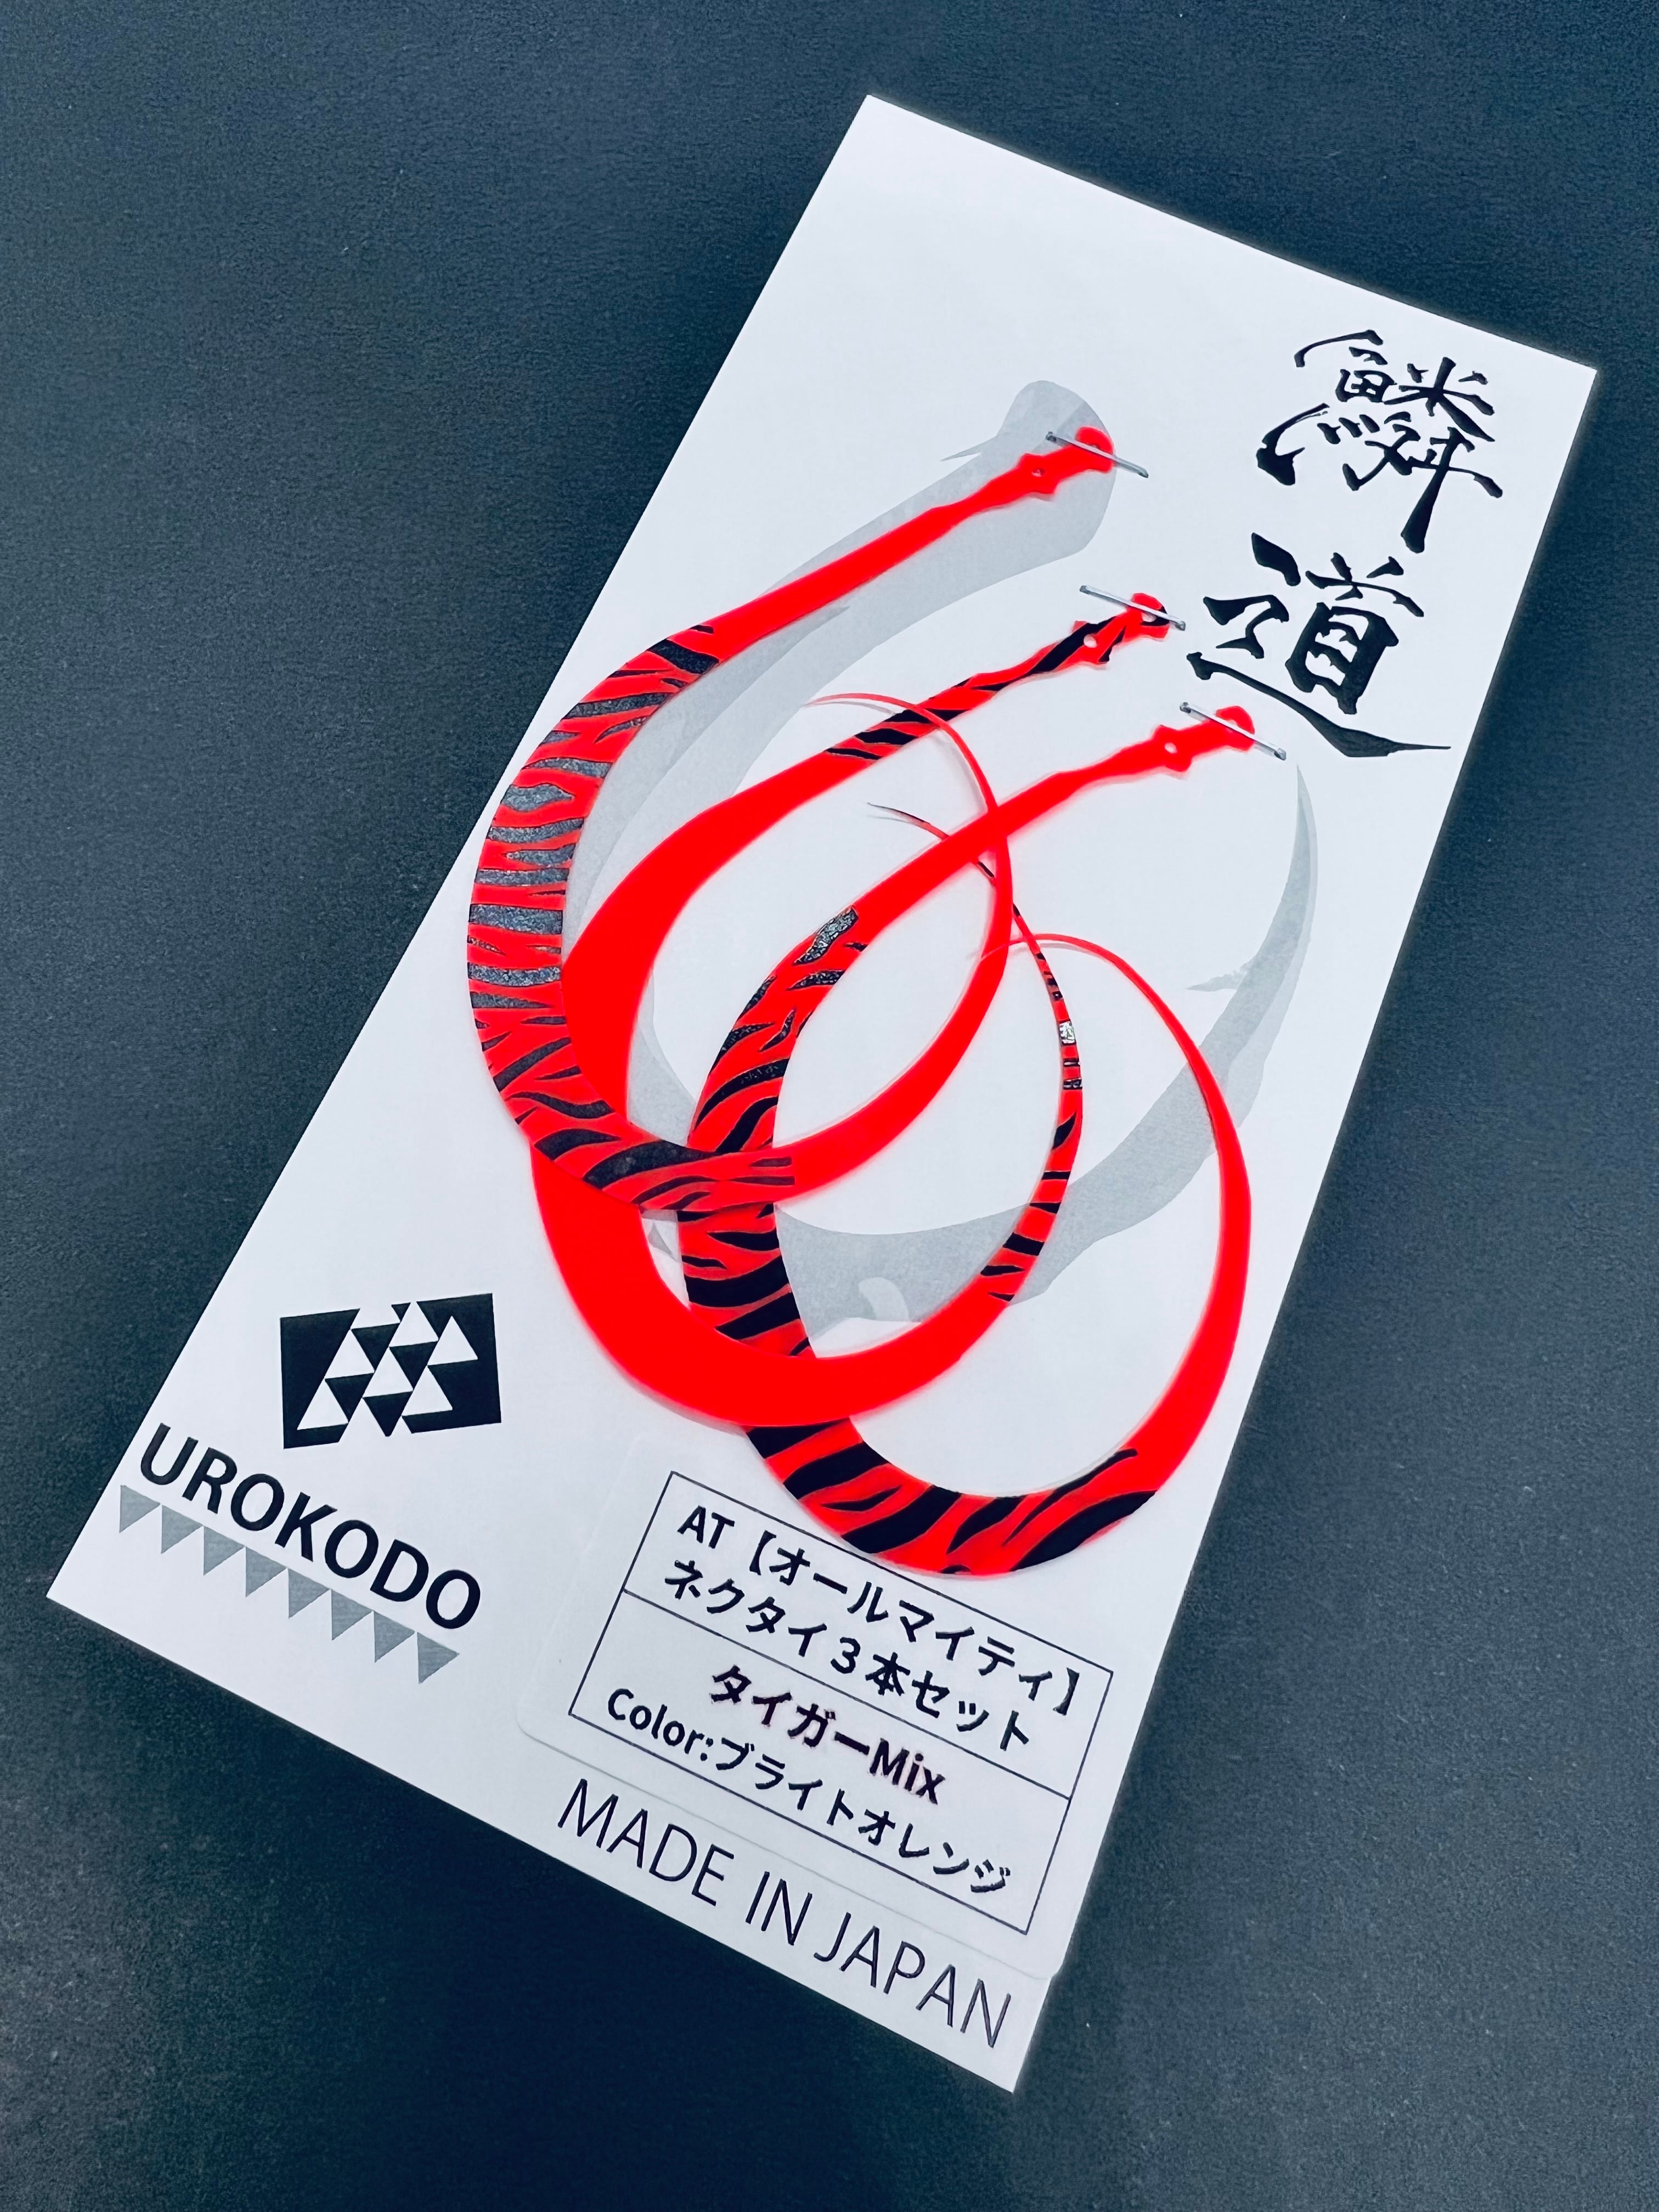 鱗道
UROKODO
AT【オールマイティ】
ネクタイ3本セット
タイガーMix
Color:ブライトオレンジ
MADE IN JAPAN